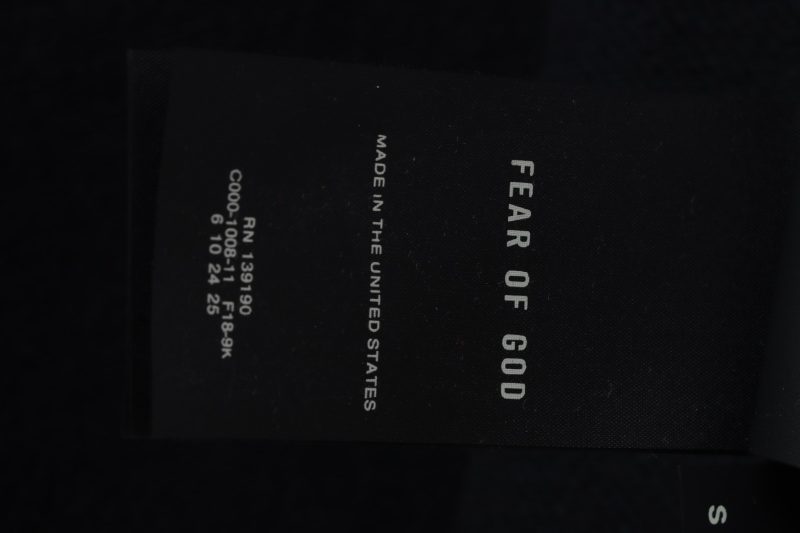 FEAR OF GOD
MADE IN THE UNITED STATES
RN 139190
C000-1008-11 F18-9K
6 10 24 25
S